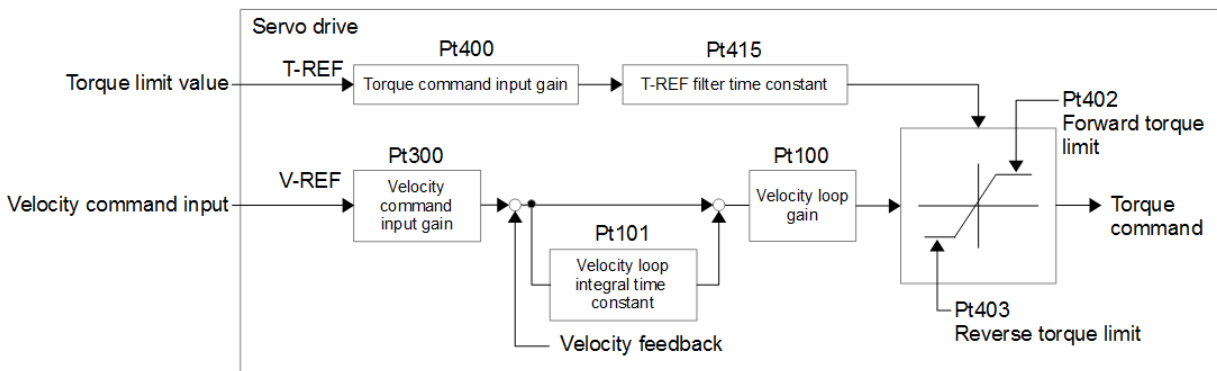 Servo drive
Pt400
Pt415
Torque limit value
T-REF
Torque command input gain
T-REF filter time constant
Pt402
Forward torque
limit
Pt300
Pt100
Velocity command input
V-REF
Velocity
command
input gain
Velocity loop
gain
Torque
command
Pt101
Velocity loop
integral time
constant
Pt403
Reverse torque limit
Velocity feedback